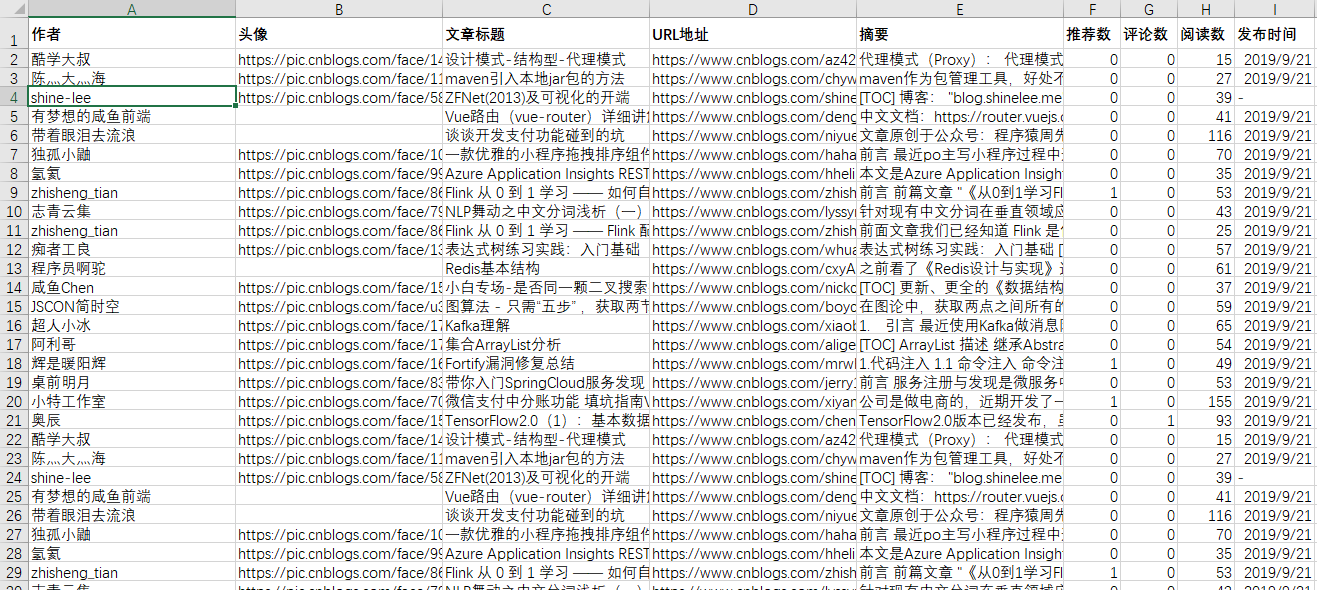 A B C D E F G H I
1 作者 头像 文章标题 URL地址 摘要 推荐数 评论数 阅读数 发布时间
2 酷学大叔 https://pic.cnblogs.com/face/14 设计模式-结构型-代理模式 https://www.cnblogs.com/az42 代理模式（Proxy）： 代理模式 0 0 15 2019/9/21
3 陈灬大灬海 https://pic.cnblogs.com/face/11 maven引入本地jar包的方法 https://www.cnblogs.com/chyw maven作为包管理工具，好处不 0 0 27 2019/9/21
4 shine-lee https://pic.cnblogs.com/face/58 ZFNet(2013)及可视化的开端 https://www.cnblogs.com/shine [TOC] 博客： "blog.shinelee.me 0 0 39 -
5 有梦想的咸鱼前端 Vue路由（vue-router）详细讲 https://www.cnblogs.com/deng 中文文档：https://router.vuejs.c 0 0 41 2019/9/21
6 带着眼泪去流浪 谈谈开发支付功能碰到的坑 https://www.cnblogs.com/niyue 文章原创于公众号：程序猿周先 0 0 116 2019/9/21
7 独孤小鼬 https://pic.cnblogs.com/face/10 一款优雅的小程序拖拽排序组件 https://www.cnblogs.com/haha 前言 最近po主写小程序过程中 0 0 70 2019/9/21
8 氩氦 https://pic.cnblogs.com/face/99 Azure Application Insights REST https://www.cnblogs.com/hheli 本文是Azure Application Insigh 0 0 35 2019/9/21
9 zhisheng_tian https://pic.cnblogs.com/face/86 Flink 从 0 到 1 学习 —— 如何自 https://www.cnblogs.com/zhish 前言 前篇文章 "《从0到1学习Fl 1 0 53 2019/9/21
10 志青云集 https://pic.cnblogs.com/face/79 NLP舞动之中文分词浅析（一） https://www.cnblogs.com/lyssy 针对现有中文分词在垂直领域应 0 0 43 2019/9/21
11 zhisheng_tian https://pic.cnblogs.com/face/86 Flink 从 0 到 1 学习 —— Flink 配 https://www.cnblogs.com/zhish 前面文章我们已经知道 Flink 是 0 0 25 2019/9/21
12 痴者工良 https://pic.cnblogs.com/face/13 表达式树练习实践：入门基础 https://www.cnblogs.com/whua 表达式树练习实践：入门基础 [ 0 0 57 2019/9/21
13 程序员啊驼 Redis基本结构 https://www.cnblogs.com/cxyA 之前看了《Redis设计与实现》 0 0 61 2019/9/21
14 咸鱼Chen https://pic.cnblogs.com/face/15 小白专场-是否同一颗二叉搜索 https://www.cnblogs.com/nickc [TOC] 更新、更全的《数据结构 0 0 37 2019/9/21
15 JSCON简时空 https://pic.cnblogs.com/face/u3 图算法 - 只需“五步” ，获取两节 https://www.cnblogs.com/boyc 在图论中，获取两点之间所有的 0 0 59 2019/9/21
16 超人小冰 https://pic.cnblogs.com/face/17 Kafka理解 https://www.cnblogs.com/xiaob 1. 引言 最近使用Kafka做消息队 0 0 65 2019/9/21
17 阿利哥 https://pic.cnblogs.com/face/17 集合ArrayList分析 https://www.cnblogs.com/alige [TOC] ArrayList 描述 继承Abstra 0 0 54 2019/9/21
18 辉是暖阳辉 https://pic.cnblogs.com/face/16 Fortify漏洞修复总结 https://www.cnblogs.com/mrwl 1.代码注入 1.1 命令注入 命令注 1 0 49 2019/9/21
19 桌前明月 https://pic.cnblogs.com/face/83 带你入门SpringCloud服务发现 https://www.cnblogs.com/jerry1 前言 服务注册与发现是微服务中 0 0 53 2019/9/21
20 小特工作室 https://pic.cnblogs.com/face/70 微信支付中分账功能 填坑指南V https://www.cnblogs.com/xiyan 公司是做电商的，近期开发了一 1 0 155 2019/9/21
21 奥辰 https://pic.cnblogs.com/face/15 TensorFlow2.0（1）：基本数据 https://www.cnblogs.com/chen TensorFlow2.0版本已经发布， 0 1 93 2019/9/21
22 酷学大叔 https://pic.cnblogs.com/face/14 设计模式-结构型-代理模式 https://www.cnblogs.com/az42 代理模式（Proxy）： 代理模式 0 0 15 2019/9/21
23 陈灬大灬海 https://pic.cnblogs.com/face/11 maven引入本地jar包的方法 https://www.cnblogs.com/chyw maven作为包管理工具，好处不 0 0 27 2019/9/21
24 shine-lee https://pic.cnblogs.com/face/58 ZFNet(2013)及可视化的开端 https://www.cnblogs.com/shine [TOC] 博客： "blog.shinelee.me 0 0 39 -
25 有梦想的咸鱼前端 Vue路由（vue-router）详细讲 https://www.cnblogs.com/deng 中文文档：https://router.vuejs.c 0 0 41 2019/9/21
26 带着眼泪去流浪 谈谈开发支付功能碰到的坑 https://www.cnblogs.com/niyue 文章原创于公众号：程序猿周先 0 0 116 2019/9/21
27 独孤小鼬 https://pic.cnblogs.com/face/10 一款优雅的小程序拖拽排序组件 https://www.cnblogs.com/haha 前言 最近po主写小程序过程中 0 0 70 2019/9/21
28 氩氦 https://pic.cnblogs.com/face/99 Azure Application Insights REST https://www.cnblogs.com/hheli 本文是Azure Application Insigh 0 0 35 2019/9/21
29 zhisheng_tian https://pic.cnblogs.com/face/86 Flink 从 0 到 1 学习 —— 如何自 https://www.cnblogs.com/zhish 前言 前篇文章 "《从0到1学习Fl 1 0 53 2019/9/21